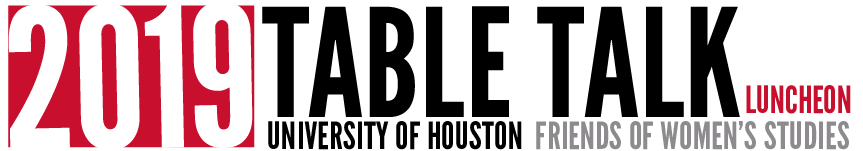 2019 TABLE TALK LUNCHEON
UNIVERSITY OF HOUSTON FRIENDS OF WOMEN'S STUDIES